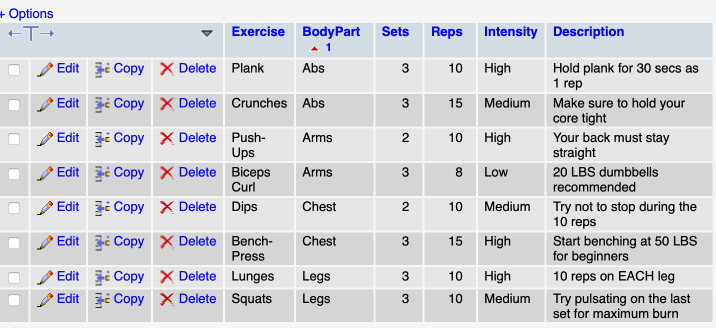 + Options
←T→ Exercise BodyPart Sets Reps Intensity Description
1
Edit Copy Delete Plank Abs 3 10 High Hold plank for 30 secs as
1 rep
Edit Copy Delete Crunches Abs 3 15 Medium Make sure to hold your
core tight
Edit Copy Delete Push- Arms 2 10 High Your back must stay
Ups straight
Edit Copy Delete Biceps Arms 3 8 Low 20 LBS dumbbells
Curl recommended
Edit Copy Delete Dips Chest 2 10 Medium Try not to stop during the
10 reps
Edit Copy Delete Bench- Chest 3 15 High Start benching at 50 LBS
Press for beginners
Edit Copy Delete Lunges Legs 3 10 High 10 reps on EACH leg
Edit Copy Delete Squats Legs 3 10 Medium Try pulsating on the last
set for maximum burn